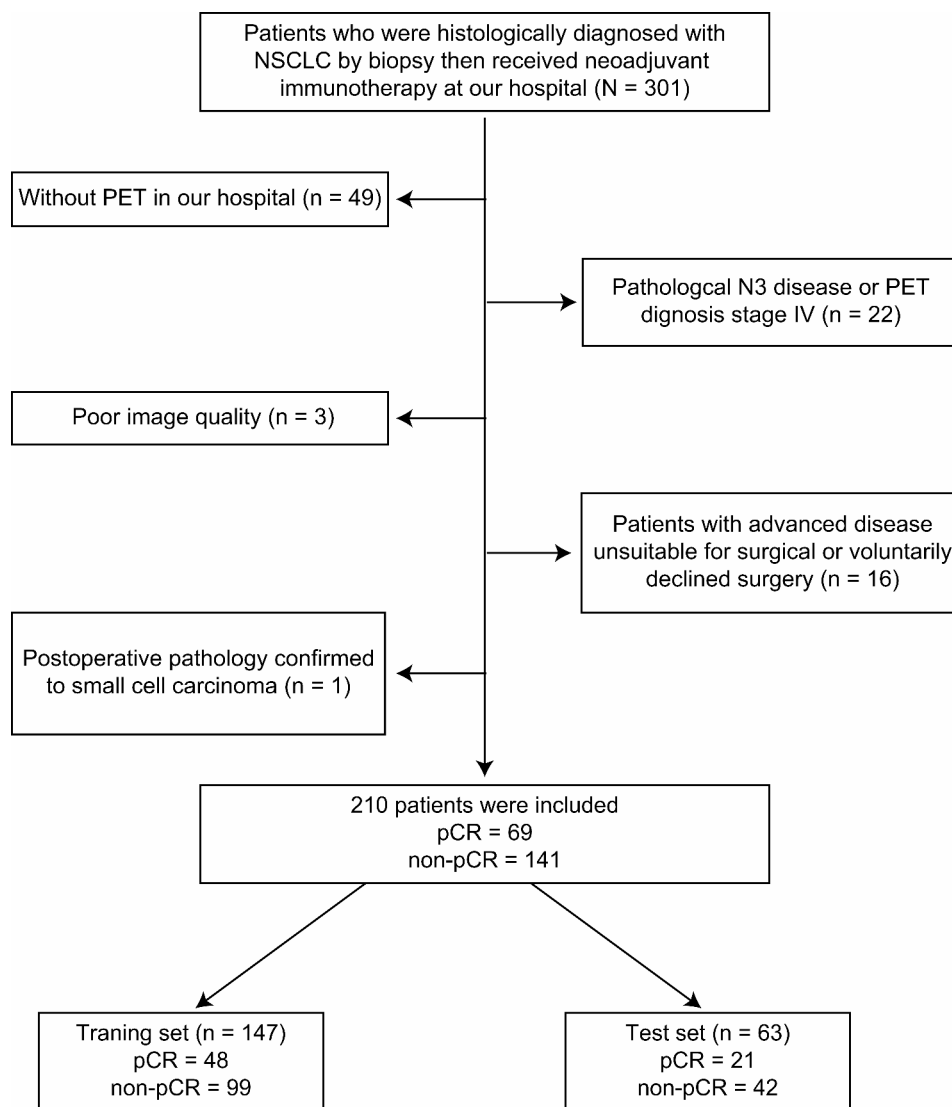 Patients who were histologically diagnosed with
NSCLC by biopsy then received neoadjuvant
immunotherapy at our hospital (N = 301)
Without PET in our hospital (n = 49)
Pathologcal N3 disease or PET
dignosis stage IV (n = 22)
Poor image quality (n = 3)
Patients with advanced disease
unsuitable for surgical or voluntarily
declined surgery (n = 16)
Postoperative pathology confirmed
to small cell carcinoma (n = 1)
210 patients were included
pCR = 69
non-pCR = 141
Traning set (n = 147)
pCR = 48
non-pCR = 99
Test set (n = 63)
pCR = 21
non-pCR = 42